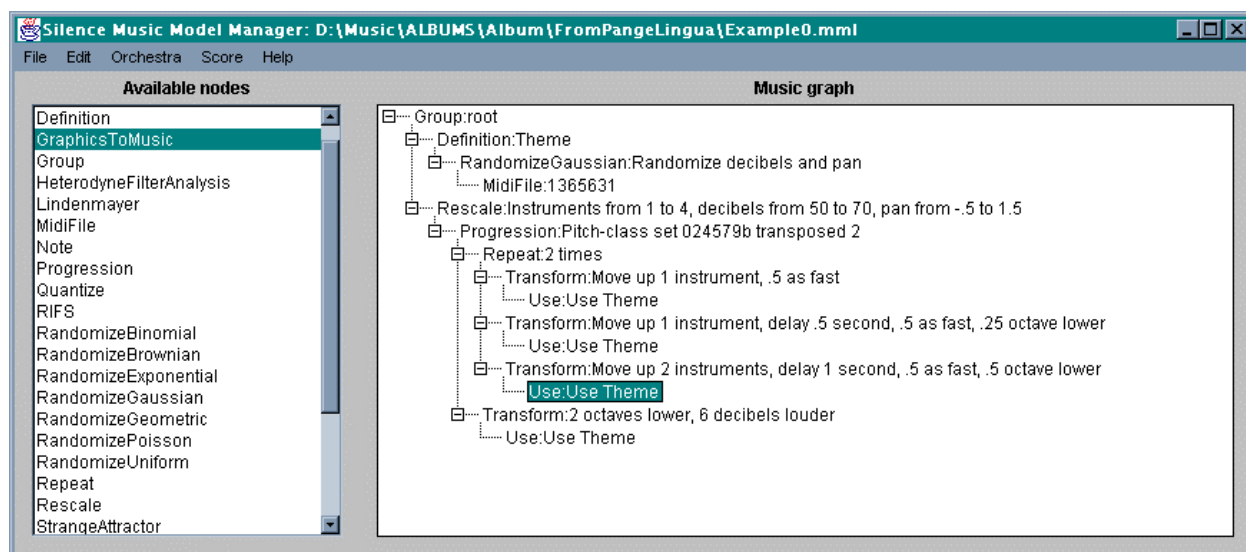 Silence Music Model Manager: D:\Music\ALBUMS\Album\FromPangeLingua\Example0.mml
File Edit Orchestra Score Help
Available nodes
Definition
GraphicsToMusic
Group
HeterodyneFilterAnalysis
Lindenmayer
MidiFile
Note
Progression
Quantize
RIFS
RandomizeBinomial
RandomizeBrownian
RandomizeExponential
RandomizeGaussian
RandomizeGeometric
RandomizePoisson
RandomizeUniform
Repeat
Rescale
StrangeAttractor
Music graph
Group:root
Definition:Theme
RandomizeGaussian:Randomize decibels and pan
MidiFile:1365631
Rescale:Instruments from 1 to 4, decibels from 50 to 70, pan from -.5 to 1.5
Progression:Pitch-class set 024579b transposed 2
Repeat:2 times
Transform:Move up 1 instrument, .5 as fast
Use:Use Theme
Transform:Move up 1 instrument, delay .5 second, .5 as fast, .25 octave lower
Use:Use Theme
Transform:Move up 2 instruments, delay 1 second, .5 as fast, .5 octave lower
Use:Use Theme
Transform:2 octaves lower, 6 decibels louder
Use:Use Theme